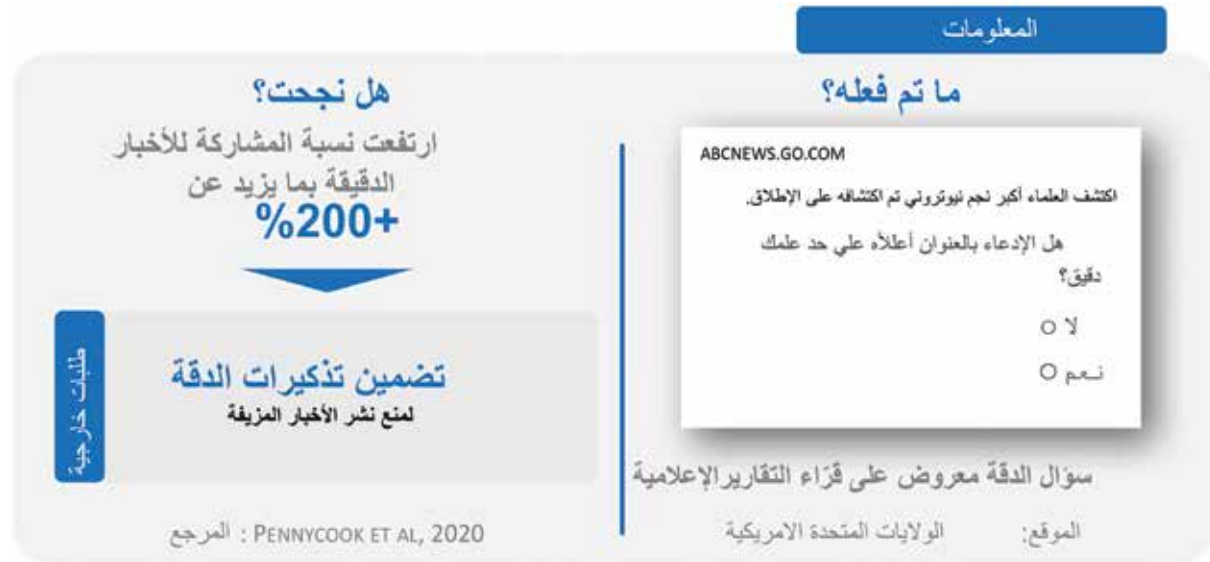 المعلومات
ما تم فعله؟
ABCNEWS.GO.COM
اكتشف العلماء أكبر نجم نيوتروني تم اكتشافه على الإطلاق.
هل الإدعاء بالعنوان أعللأه علي حد علمك
دقيق؟
لا
نعم
سؤال الدقة معروض على قرّاء التقارير الإعلامية
الموقع: الولايات المتحدة الامريكية
هل نجحت؟
ارتفعت نسبة المشاركة للأخبار
الدقيقة بما يزيد عن
%200+
طلبات خارجية
تضمين تذكيرات الدقة
لمنع نشر الأخبار المزيفة
المرجع : PENNYCOOK ET AL, 2020